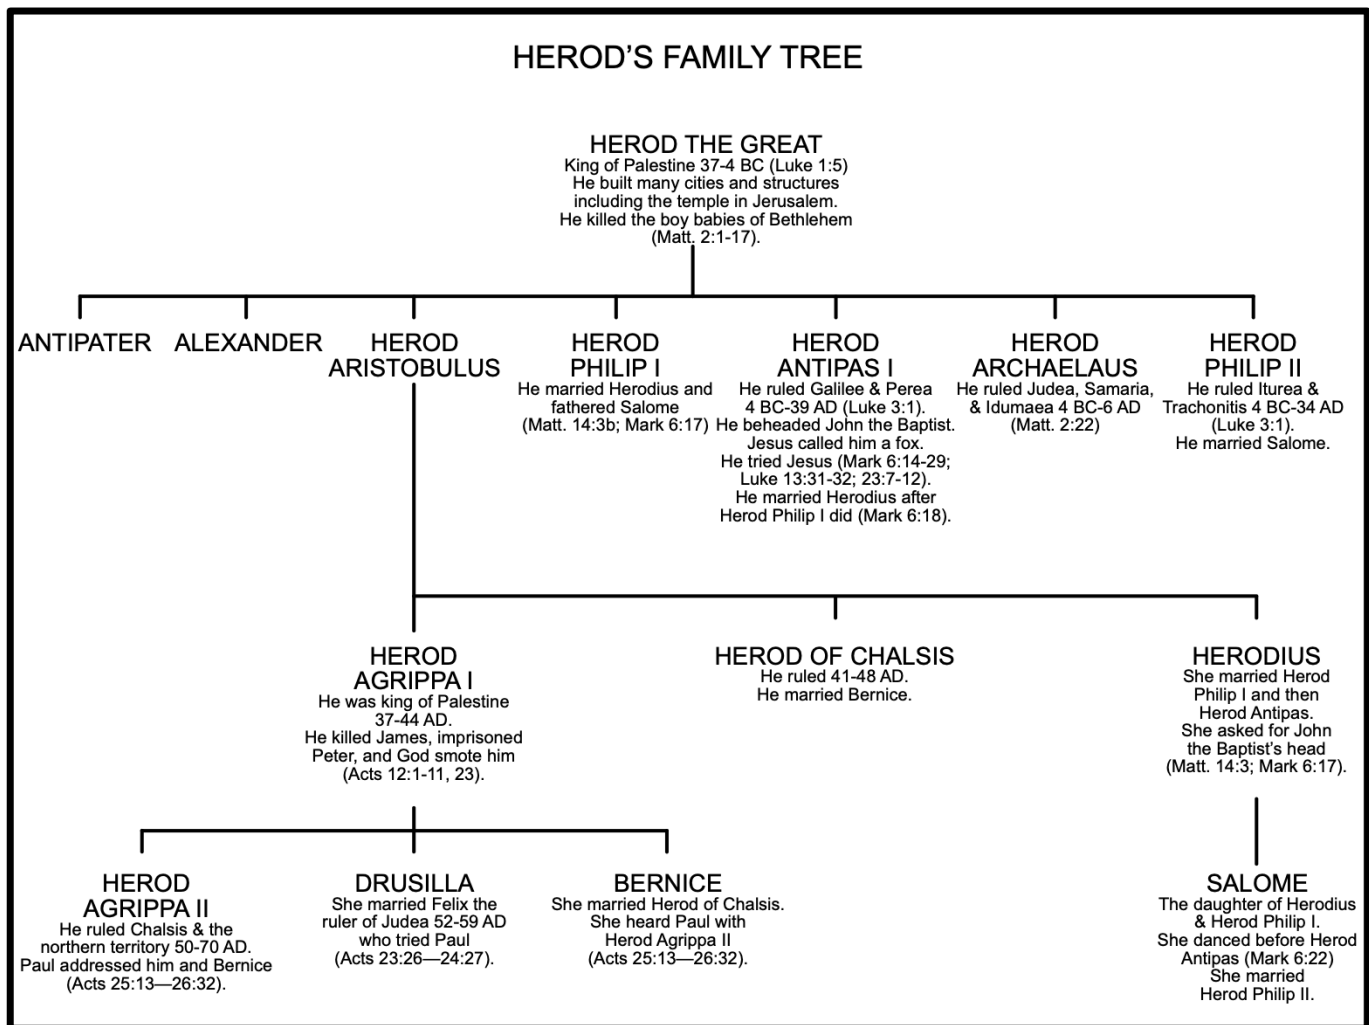 HEROD'S FAMILY TREE
HEROD THE GREAT
King of Palestine 37-4 BC (Luke 1:5)
He built many cities and structures
including the temple in Jerusalem.
He killed the boy babies of Bethlehem
(Matt. 2:1-17).
ANTIPATER
ALEXANDER
HEROD
ARISTOBULUS
HEROD
PHILIP I
He married Herodius and
fathered Salome
(Matt. 14:3b; Mark 6:17)
HEROD
ANTIPAS I
He ruled Galilee & Perea
4 BC-39 AD (Luke 3:1).
He beheaded John the Baptist.
Jesus called him a fox.
He tried Jesus (Mark 6:14-29;
Luke 13:31-32; 23:7-12).
He married Herodius after
Herod Philip I did (Mark 6:18).
HEROD
ARCHAELAUS
He ruled Judea, Samaria,
& Idumaea 4 BC-6 AD
(Matt. 2:22)
HEROD
PHILIP II
He ruled Iturea &
Trachonitis 4 BC-34 AD
(Luke 3:1).
He married Salome.
HEROD
AGRIPPA I
He was king of Palestine
37-44 AD.
He killed James, imprisoned
Peter, and God smote him
(Acts 12:1-11, 23).
HEROD OF CHALSIS
He ruled 41-48 AD.
He married Bernice.
HERODIUS
She married Herod
Philip I and then
Herod Antipas.
She asked for John
the Baptist's head
(Matt. 14:3; Mark 6:17).
HEROD
AGRIPPA II
He ruled Chalsis & the
northern territory 50-70 AD.
Paul addressed him and Bernice
(Acts 25:13—26:32).
DRUSILLA
She married Felix the
ruler of Judea 52-59 AD
who tried Paul
(Acts 23:26—24:27).
BERNICE
She married Herod of Chalsis.
She heard Paul with
Herod Agrippa II
(Acts 25:13—26:32).
SALOME
The daughter of Herodius
& Herod Philip I.
She danced before Herod
Antipas (Mark 6:22)
She married
Herod Philip II.